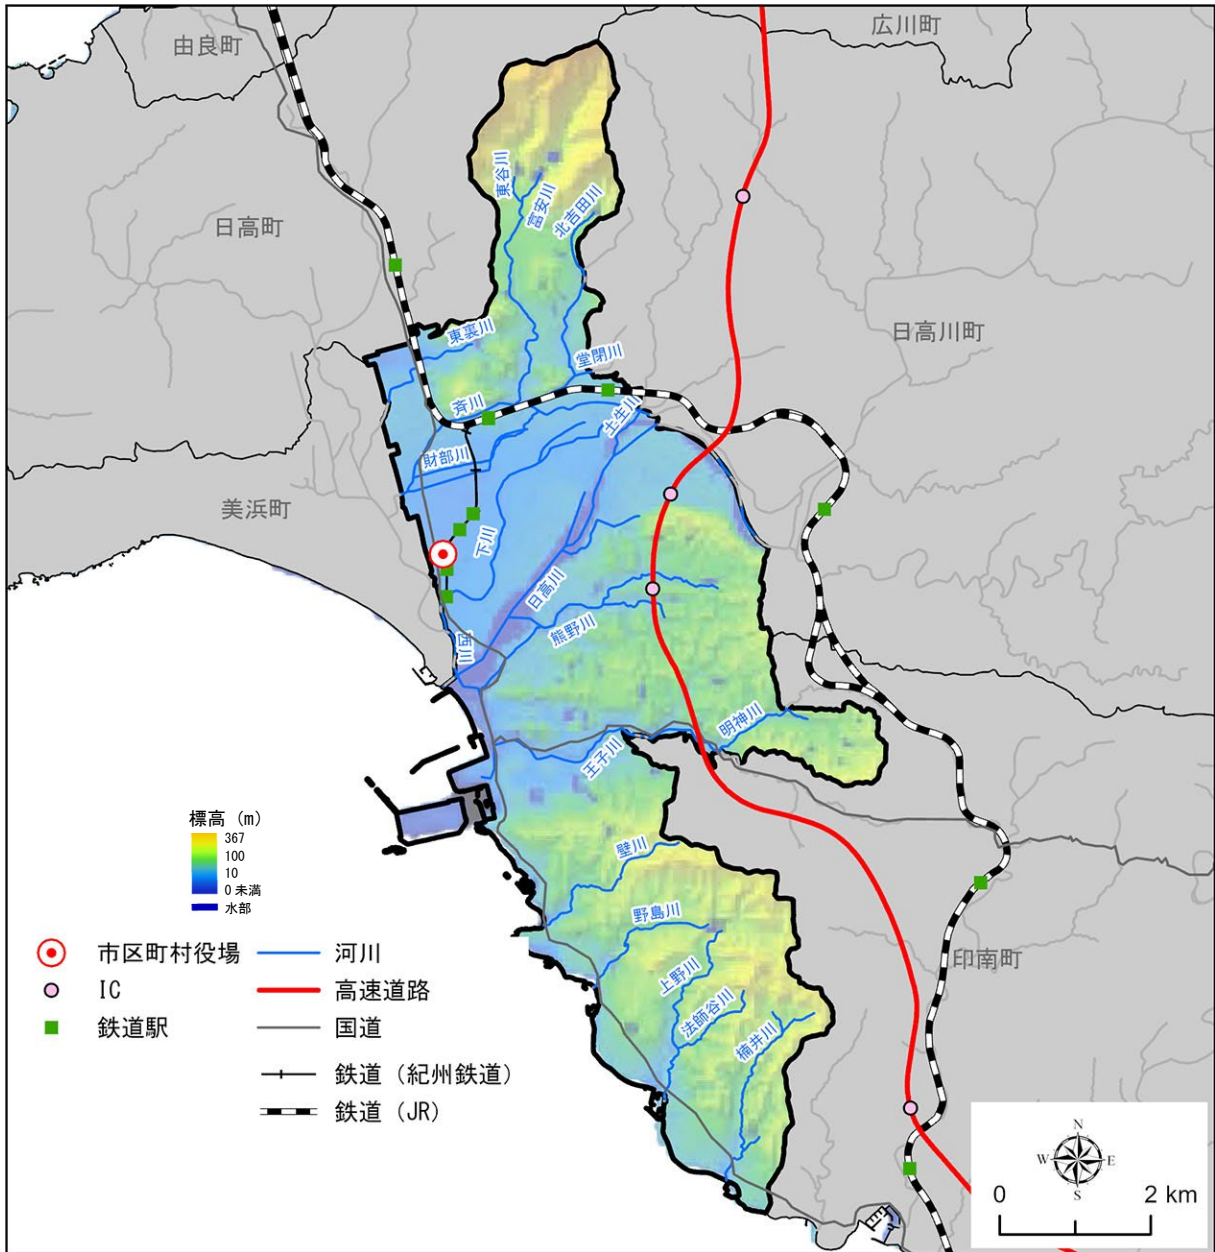 由良町
広川町
東谷川
富安川
北吉田川
日高町
東裏川
堂閉川
日高川町
斉川
土生川
財部川
美浜町
下川
日高川
熊野川
西川
明神川
王子川
標高 (m)
367
100
10
0 未満
水部
壁川
野島川
市区町村役場
河川
上野川
印南町
IC
高速道路
法師谷川
楠井川
鉄道駅
国道
鉄道 (紀州鉄道)
鉄道 (JR)
N
W
E
S
0
2 km